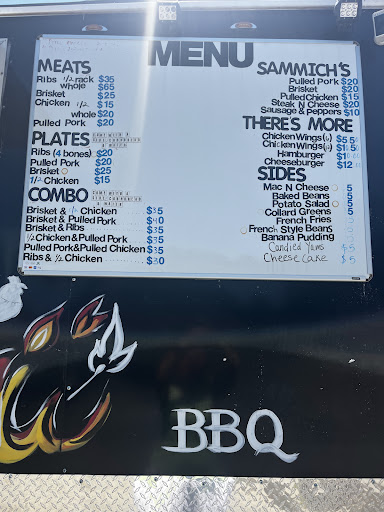 MENU
MEATS
Ribs 1/2 rack $35
whole $65
Brisket $25
Chicken 1/2 $15
whole $20
Pulled Pork $20
PLATES
Ribs (4 bones) $20
Pulled Pork $20
Brisket $25
1/2 Chicken $15
COMBO
Brisket & 1/2 Chicken $35
Brisket & Pulled Pork $
Brisket & Ribs $35
1/2 Chicken & Pulled Pork $35
Pulled Pork & Pulled Chicken $35
Ribs & 1/2 Chicken $30
SAMMICH'S
Pulled Pork $20
Brisket $20
Pulled Chicken $15
Steak N Cheese $20
Sausage & Peppers $10
THERE'S MORE
Chicken Wings
Chicken Wings
Hamburger
Cheeseburger $12
SIDES
Mac N Cheese 5
Baked Beans 5
Potato Salad 5
Collard Greens 5
French Fries
French Style Beans
Banana Pudding
Candied Yams $5
Cheese Cake $5
BBQ